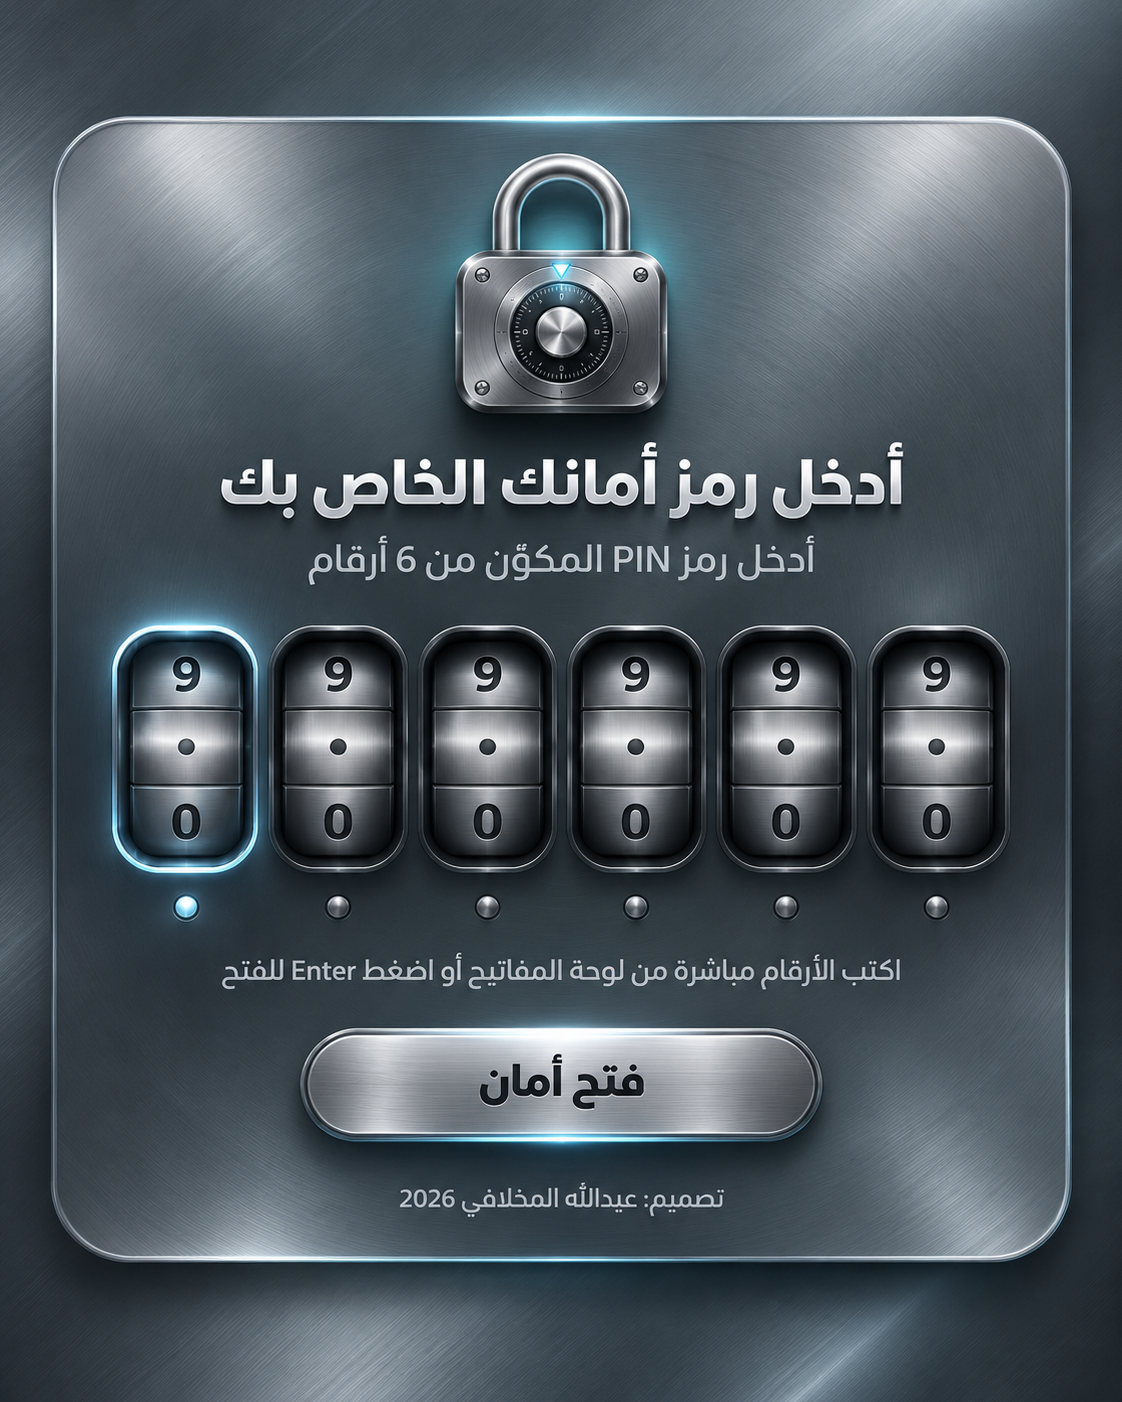 أدخل رمز أمانك الخاص بك
أدخل رمز PIN المكوّن من 6 أرقام
9 9 9 9 9 9
0 0 0 0 0 0
اكتب الأرقام مباشرة من لوحة المفاتيح أو اضغط Enter للفتح
فتح أمان
تصميم: عيدالله المخلافي 2026